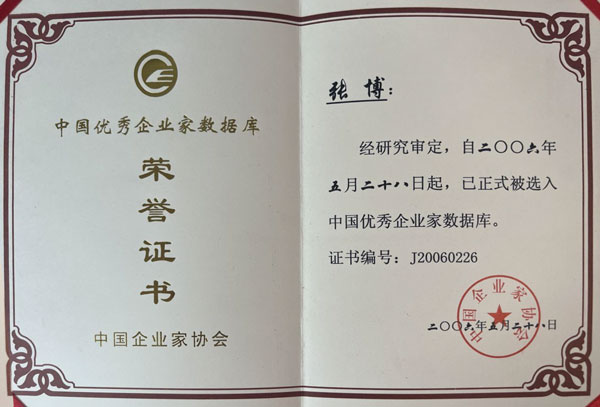 中国优秀企业家数据库
荣
誉
证
书
中国企业家协会
张博：
经研究审定，自二〇〇六年
五月二十八日起，已正式被选入
中国优秀企业家数据库。
证书编号：J20060226
中国企业家协会
二〇〇六年五月二十八日